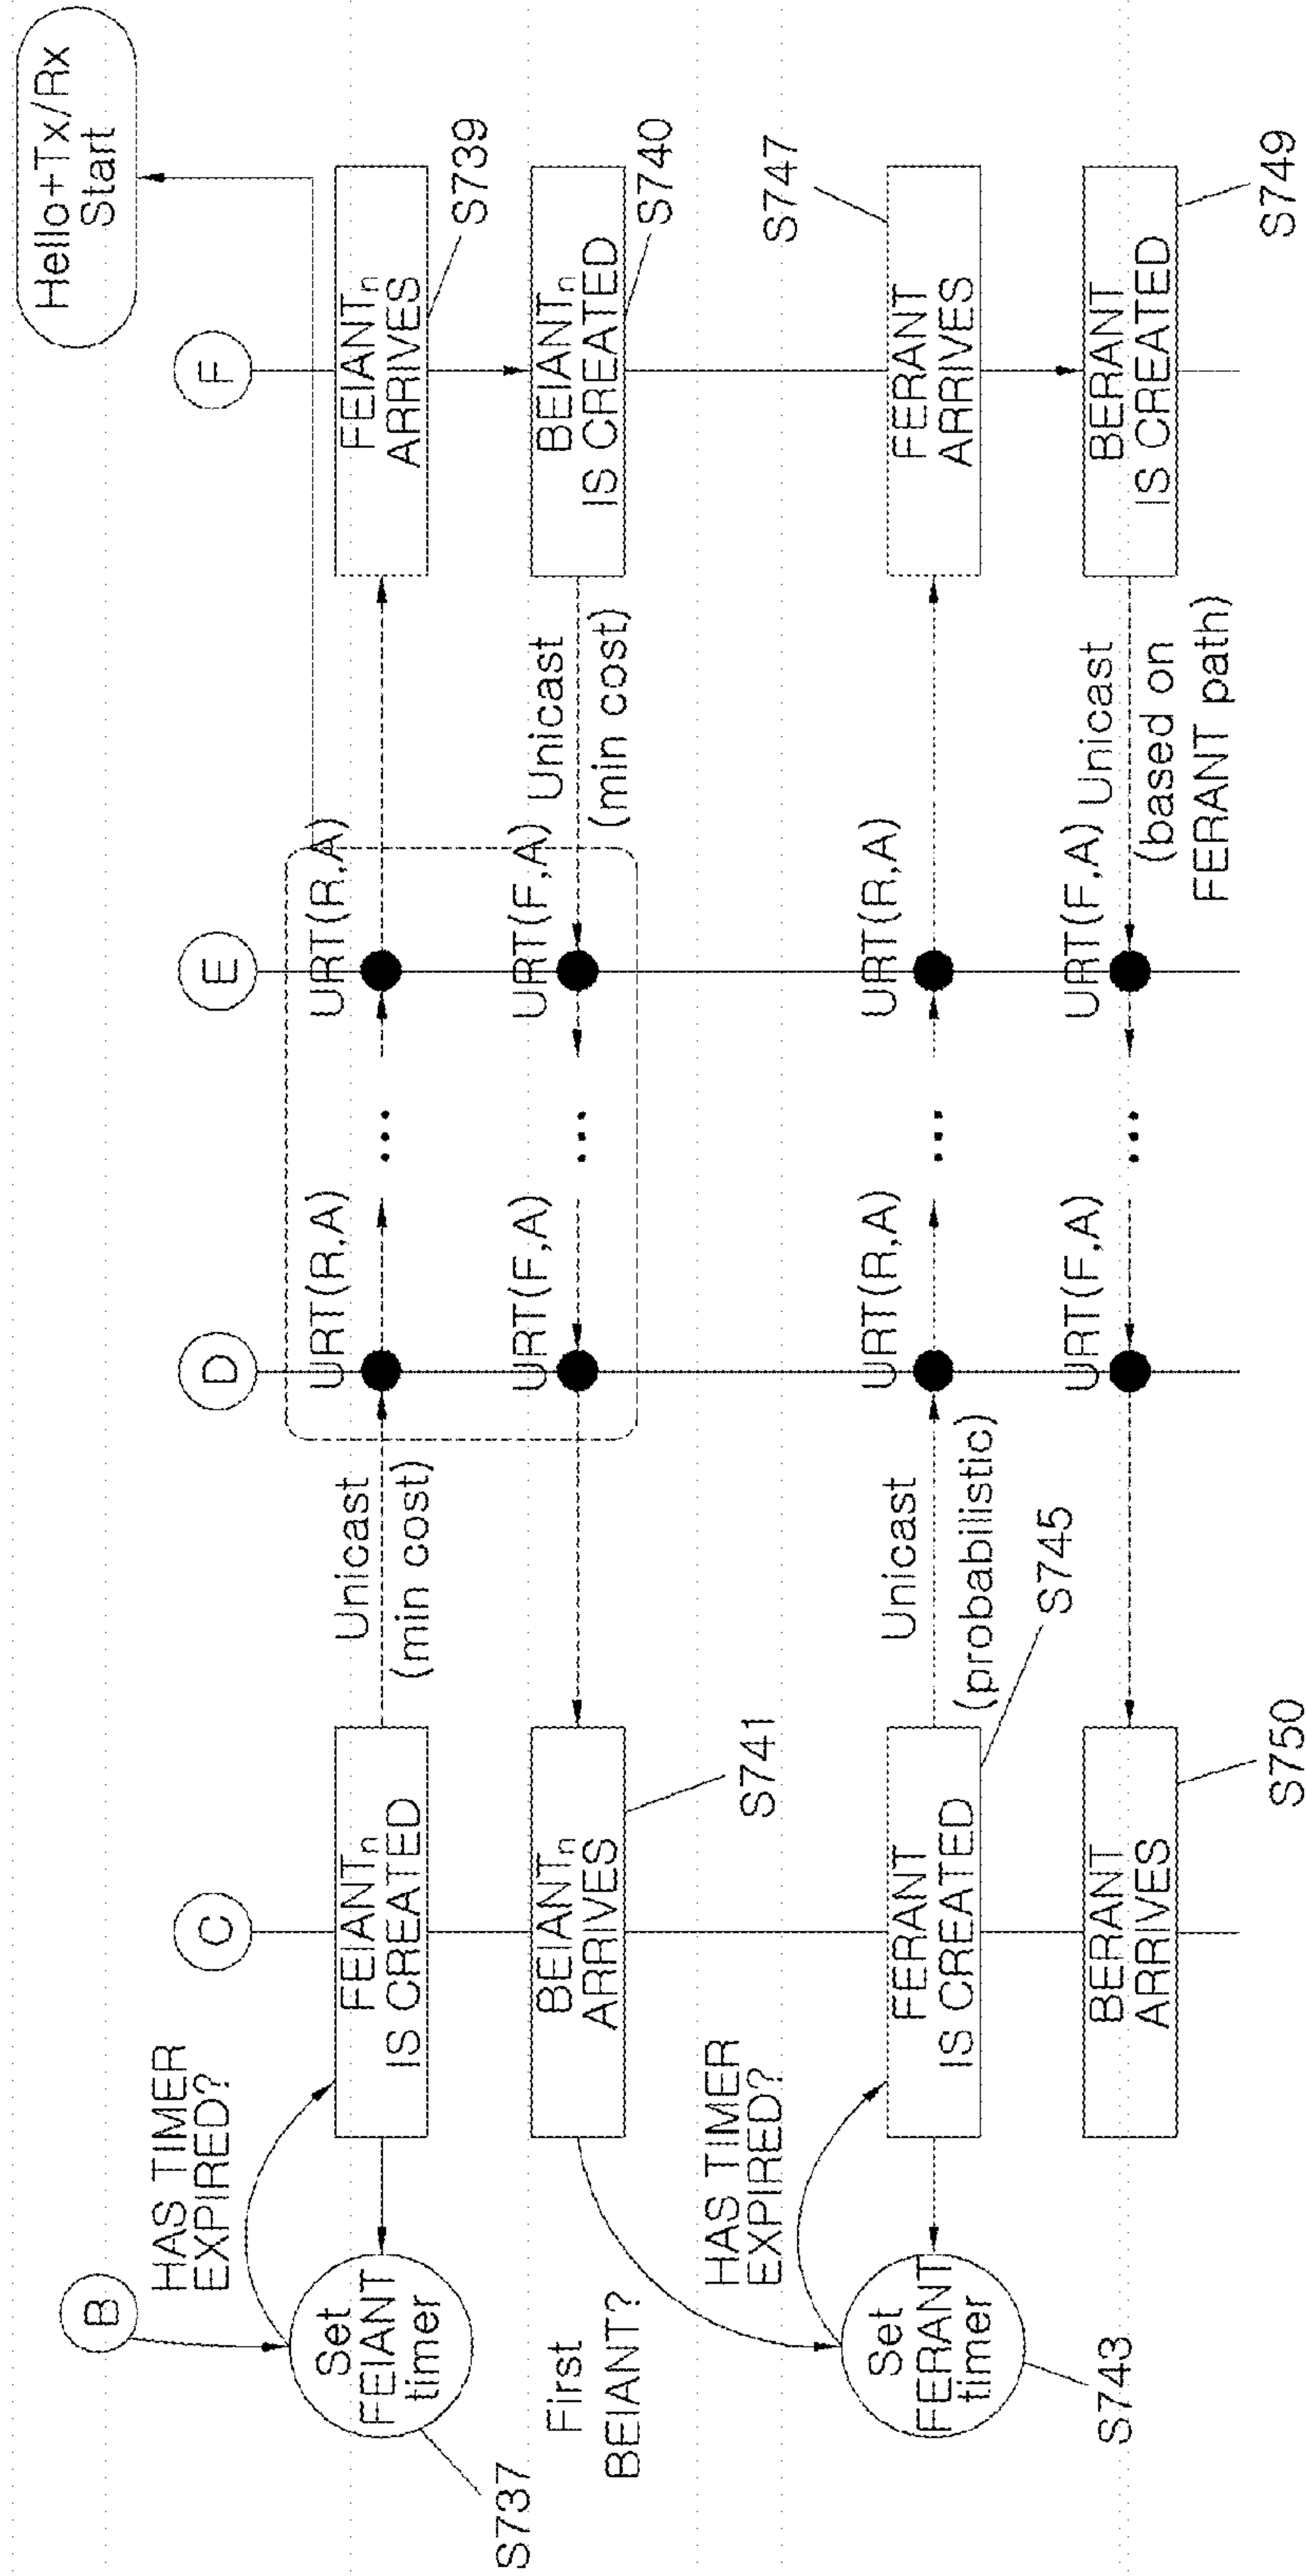 Hello+Tx/Rx
Start
B
C
D
E
F
HAS TIMER
EXPIRED?
Set
FEIANT
timer
S737
FEIANTn
IS CREATED
Unicast
(min cost)
URT(R,A)
...
URT(R,A)
FEIANTn
ARRIVES
S739
First
BEIANT?
BEIANTn
ARRIVES
S741
URT(F,A)
...
URT(F,A)
Unicast
(min cost)
BEIANTn
IS CREATED
S740
HAS TIMER
EXPIRED?
Set
FERANT
timer
S743
FERANT
IS CREATED
S745
Unicast
(probabilistic)
URT(R,A)
...
URT(R,A)
FERANT
ARRIVES
S747
BERANT
ARRIVES
S750
URT(F,A)
...
URT(F,A)
Unicast
(based on
FERANT path)
BERANT
IS CREATED
S749